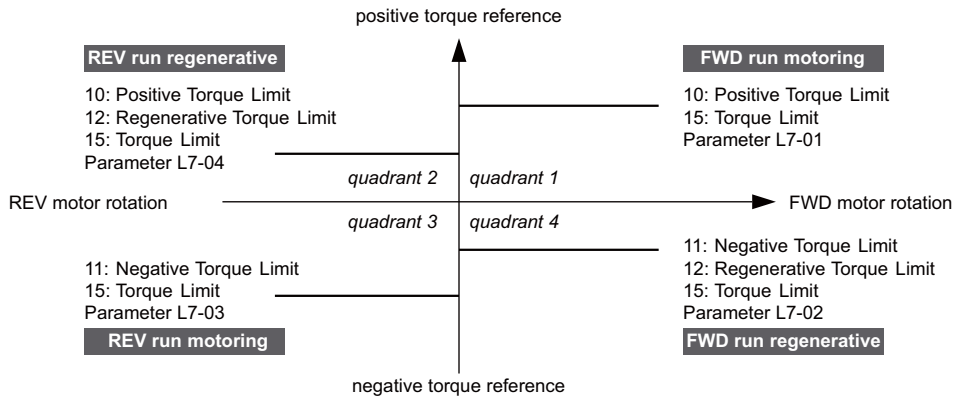 positive torque reference
REV run regenerative
10: Positive Torque Limit
12: Regenerative Torque Limit
15: Torque Limit
Parameter L7-04
FWD run motoring
10: Positive Torque Limit
15: Torque Limit
Parameter L7-01
quadrant 2
quadrant 1
REV motor rotation
FWD motor rotation
quadrant 3
quadrant 4
11: Negative Torque Limit
15: Torque Limit
Parameter L7-03
REV run motoring
11: Negative Torque Limit
12: Regenerative Torque Limit
15: Torque Limit
Parameter L7-02
FWD run regenerative
negative torque reference